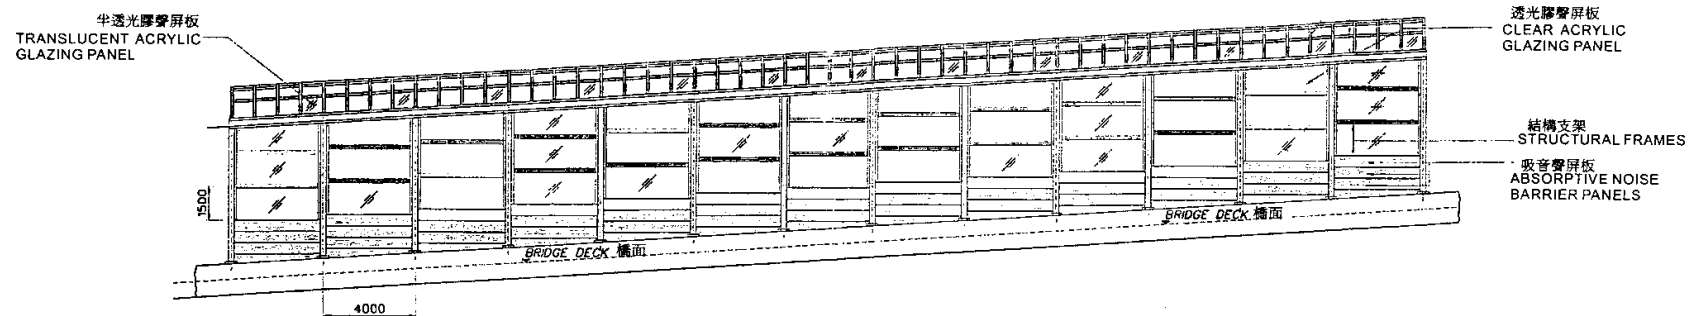 半透光膠聲屏板
TRANSLUCENT ACRYLIC
GLAZING PANEL
透光膠聲屏板
CLEAR ACRYLIC
GLAZING PANEL
結構支架
STRUCTURAL FRAMES
吸音聲屏板
ABSORPTIVE NOISE
BARRIER PANELS
1500
BRIDGE DECK 橋面
BRIDGE DECK 橋面
4000